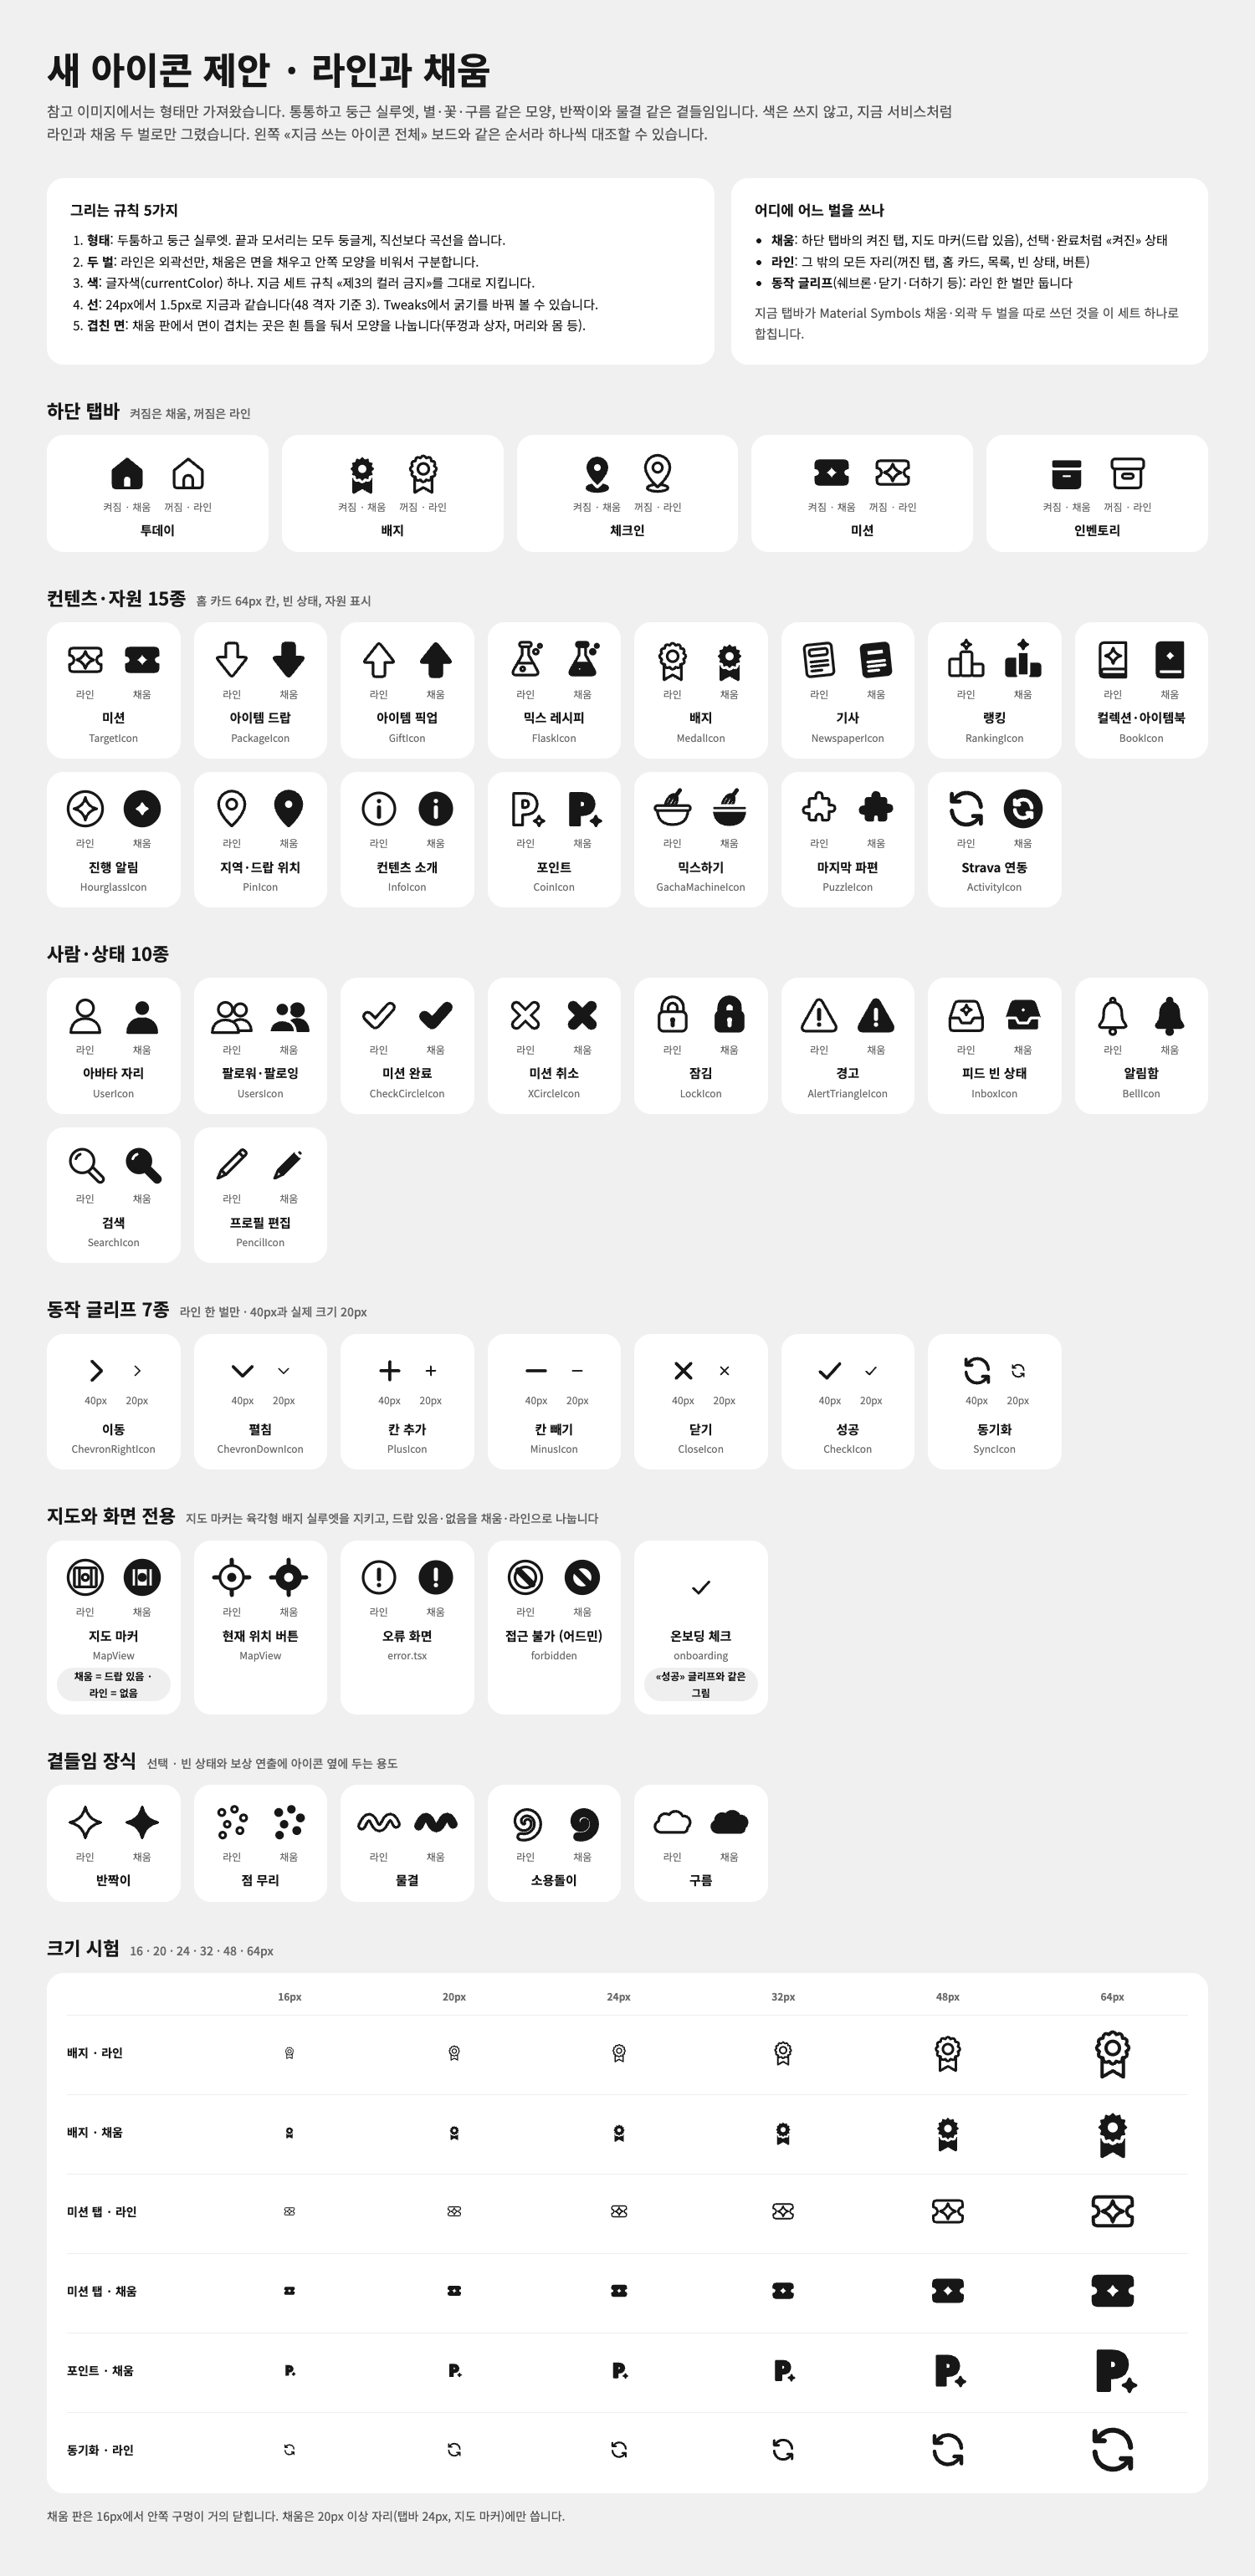 새 아이콘 제안 · 라인과 채움
참고 이미지에서는 형태만 가져왔습니다. 통통하고 둥근 실루엣, 별·꽃·구름 같은 모양, 반짝이와 물결 같은 곁들임입니다. 색은 쓰지 않고, 지금 서비스처럼
라인과 채움 두 벌로만 그렸습니다. 왼쪽 «지금 쓰는 아이콘 전체» 보드와 같은 순서라 하나씩 대조할 수 있습니다.
그리는 규칙 5가지
1. 형태: 두툼하고 둥근 실루엣. 끝과 모서리는 모두 둥글게, 직선보다 곡선을 씁니다.
2. 두 벌: 라인은 외곽선만, 채움은 면을 채우고 안쪽 모양을 비워서 구분합니다.
3. 색: 글자색(currentColor) 하나. 지금 세트 규칙 «제3의 컬러 금지»를 그대로 지킵니다.
4. 선: 24px에서 1.5px로 지금과 같습니다(48 격자 기준 3). Tweaks에서 굵기를 바꿔 볼 수 있습니다.
5. 겹친 면: 채움 판에서 면이 겹치는 곳은 흰 틈을 둬서 모양을 나눕니다(뚜껑과 상자, 머리와 몸 등).
어디에 어느 벌을 쓰나
• 채움: 하단 탭바의 켜진 탭, 지도 마커(드랍 있음), 선택·완료처럼 «켜진» 상태
• 라인: 그 밖의 모든 자리(꺼진 탭, 홈 카드, 목록, 빈 상태, 버튼)
• 동작 글리프(쉐브론·닫기·더하기 등): 라인 한 벌만 둡니다
지금 탭바가 Material Symbols 채움·외곽 두 벌을 따로 쓰던 것을 이 세트 하나로
합칩니다.
하단 탭바 켜짐은 채움, 꺼짐은 라인
켜짐 · 채움 꺼짐 · 라인 켜짐 · 채움 꺼짐 · 라인 켜짐 · 채움 꺼짐 · 라인 켜짐 · 채움 꺼짐 · 라인 켜짐 · 채움 꺼짐 · 라인
투데이 배지 체크인 미션 인벤토리
컨텐츠·자원 15종 홈 카드 64px 칸, 빈 상태, 자원 표시
라인 채움 라인 채움 라인 채움 라인 채움 라인 채움 라인 채움 라인 채움 라인 채움
미션 아이템 드랍 아이템 픽업 믹스 레시피 배지 기사 랭킹 컬렉션·아이템북
TargetIcon PackageIcon GiftIcon FlaskIcon MedalIcon NewspaperIcon RankingIcon BookIcon
라인 채움 라인 채움 라인 채움 라인 채움 라인 채움 라인 채움 라인 채움
진행 알림 지역·드랍 위치 컨텐츠 소개 포인트 믹스하기 마지막 파편 Strava 연동
HourglassIcon PinIcon InfoIcon CoinIcon GachaMachineIcon PuzzleIcon ActivityIcon
사람·상태 10종
라인 채움 라인 채움 라인 채움 라인 채움 라인 채움 라인 채움 라인 채움 라인 채움
아바타 자리 팔로워·팔로잉 미션 완료 미션 취소 잠김 경고 피드 빈 상태 알림함
UserIcon UsersIcon CheckCircleIcon XCircleIcon LockIcon AlertTriangleIcon InboxIcon BellIcon
라인 채움 라인 채움
검색 프로필 편집
SearchIcon PencilIcon
동작 글리프 7종 라인 한 벌만 · 40px과 실제 크기 20px
40px 20px 40px 20px 40px 20px 40px 20px 40px 20px 40px 20px 40px 20px
이동 펼침 칸 추가 칸 빼기 닫기 성공 동기화
ChevronRightIcon ChevronDownIcon PlusIcon MinusIcon CloseIcon CheckIcon SyncIcon
지도와 화면 전용 지도 마커는 육각형 배지 실루엣을 지키고, 드랍 있음·없음을 채움·라인으로 나눕니다
라인 채움 라인 채움 라인 채움 라인 채움
지도 마커 현재 위치 버튼 오류 화면 접근 불가 (어드민) 온보딩 체크
MapView MapView error.tsx forbidden onboarding
채움 = 드랍 있음 · «성공» 글리프와 같은
라인 = 없음 그림
곁들임 장식 선택 · 빈 상태와 보상 연출에 아이콘 옆에 두는 용도
라인 채움 라인 채움 라인 채움 라인 채움 라인 채움
반짝이 점 무리 물결 소용돌이 구름
크기 시험 16 · 20 · 24 · 32 · 48 · 64px
16px 20px 24px 32px 48px 64px
배지 · 라인
배지 · 채움
미션 탭 · 라인
미션 탭 · 채움
포인트 · 채움
동기화 · 라인
채움 판은 16px에서 안쪽 구멍이 거의 닫힙니다. 채움은 20px 이상 자리(탭바 24px, 지도 마커)에만 씁니다.